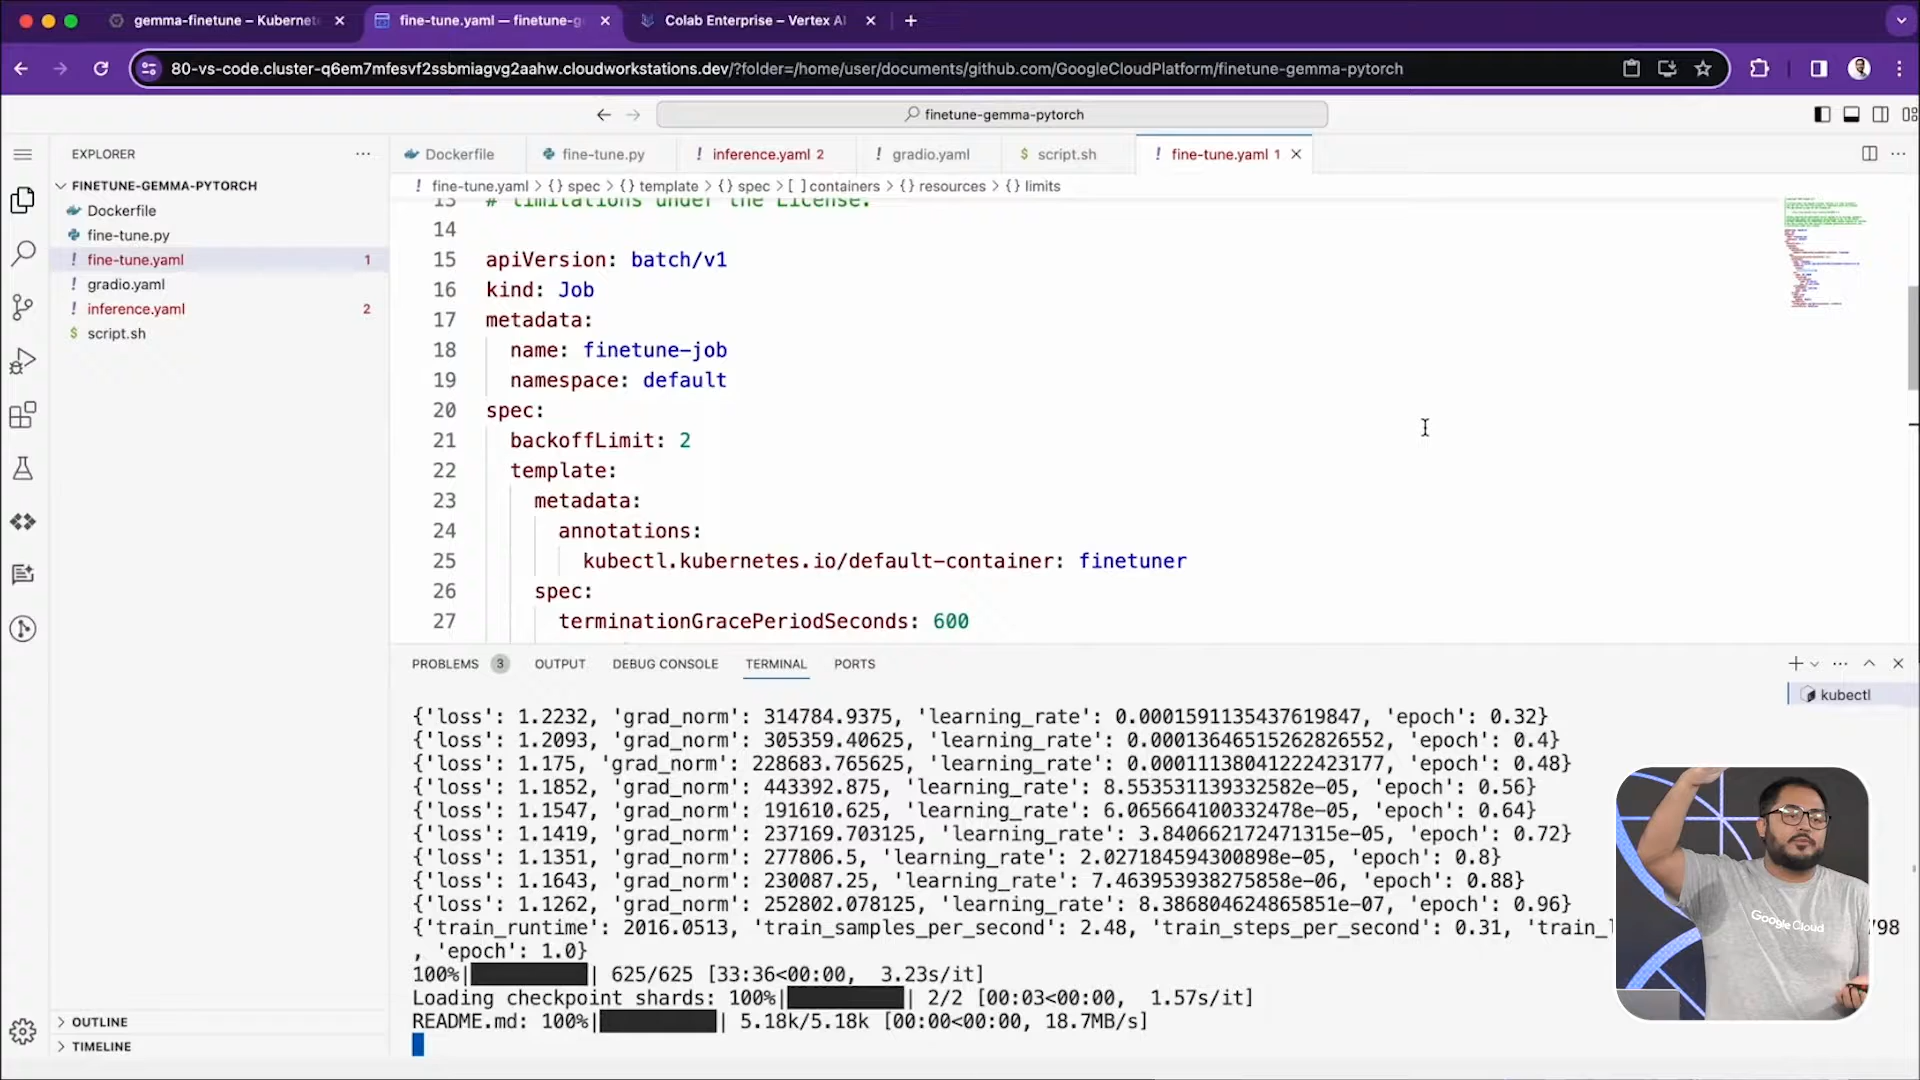 gemma-finetune – Kubernet
fine-tune.yaml — finetune-g
Colab Enterprise – Vertex AI
80-vs-code.cluster-q6em7mfesvf2ssbmiagvg2aahw.cloudworkstations.dev/?folder=/home/user/documents/github.com/GoogleCloudPlatform/finetune-gemma-pytorch
finetune-gemma-pytorch
EXPLORER
Dockerfile
fine-tune.py
! inference.yaml 2
! gradio.yaml
$ script.sh
! fine-tune.yaml 1
! fine-tune.yaml > {} spec > {} template > {} spec > [ ] containers > {} resources > {} limits
FINETUNE-GEMMA-PYTORCH
Dockerfile
fine-tune.py
! fine-tune.yaml 1
! gradio.yaml
! inference.yaml 2
$ script.sh
OUTLINE
TIMELINE
13 # limitations under the License.
14
15 apiVersion: batch/v1
16 kind: Job
17 metadata:
18 name: finetune-job
19 namespace: default
20 spec:
21 backoffLimit: 2
22 template:
23 metadata:
24 annotations:
25 kubectl.kubernetes.io/default-container: finetuner
26 spec:
27 terminationGracePeriodSeconds: 600
PROBLEMS 3 OUTPUT DEBUG CONSOLE TERMINAL PORTS
kubectl
{'loss': 1.2232, 'grad_norm': 314784.9375, 'learning_rate': 0.0001591135437619847, 'epoch': 0.32}
{'loss': 1.2093, 'grad_norm': 305359.40625, 'learning_rate': 0.00013646515262826552, 'epoch': 0.4}
{'loss': 1.175, 'grad_norm': 228683.765625, 'learning_rate': 0.00011138041222423177, 'epoch': 0.48}
{'loss': 1.1852, 'grad_norm': 443392.875, 'learning_rate': 8.553531139332582e-05, 'epoch': 0.56}
{'loss': 1.1547, 'grad_norm': 191610.625, 'learning_rate': 6.065664100332478e-05, 'epoch': 0.64}
{'loss': 1.1419, 'grad_norm': 237169.703125, 'learning_rate': 3.840662172471315e-05, 'epoch': 0.72}
{'loss': 1.1351, 'grad_norm': 277806.5, 'learning_rate': 2.027184594300898e-05, 'epoch': 0.8}
{'loss': 1.1643, 'grad_norm': 230087.25, 'learning_rate': 7.463953938275858e-06, 'epoch': 0.88}
{'loss': 1.1262, 'grad_norm': 252802.078125, 'learning_rate': 8.386804624865851e-07, 'epoch': 0.96}
{'train_runtime': 2016.0513, 'train_samples_per_second': 2.48, 'train_steps_per_second': 0.31, 'train_l 798
, 'epoch': 1.0}
100%| | 625/625 [33:36<00:00, 3.23s/it]
Loading checkpoint shards: 100%| | 2/2 [00:03<00:00, 1.57s/it]
README.md: 100%| | 5.18k/5.18k [00:00<00:00, 18.7MB/s]
Google Cloud